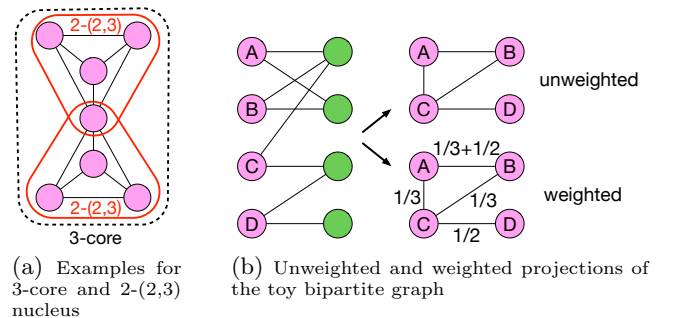 2-(2,3)
2-(2,3)
3-core
(a) Examples for
3-core and 2-(2,3)
nucleus
A
B
C
D
A
B
C
D
unweighted
A
1/3+1/2
B
1/3
1/3
C
1/2
D
weighted
(b) Unweighted and weighted projections of
the toy bipartite graph